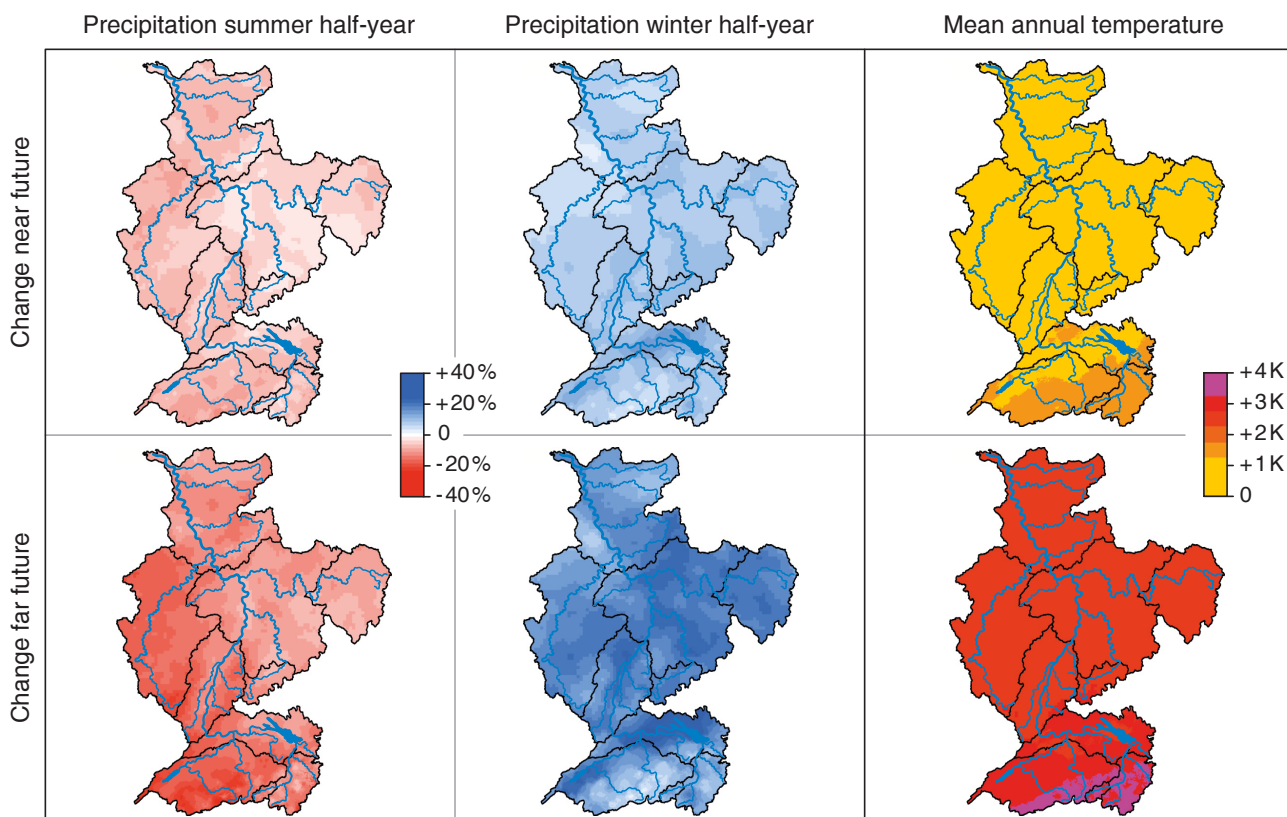 Precipitation summer half-year
Precipitation winter half-year
Mean annual temperature
Change near future
+40%
+20%
0
-20%
-40%
+4K
+3K
+2K
+1K
0
Change far future